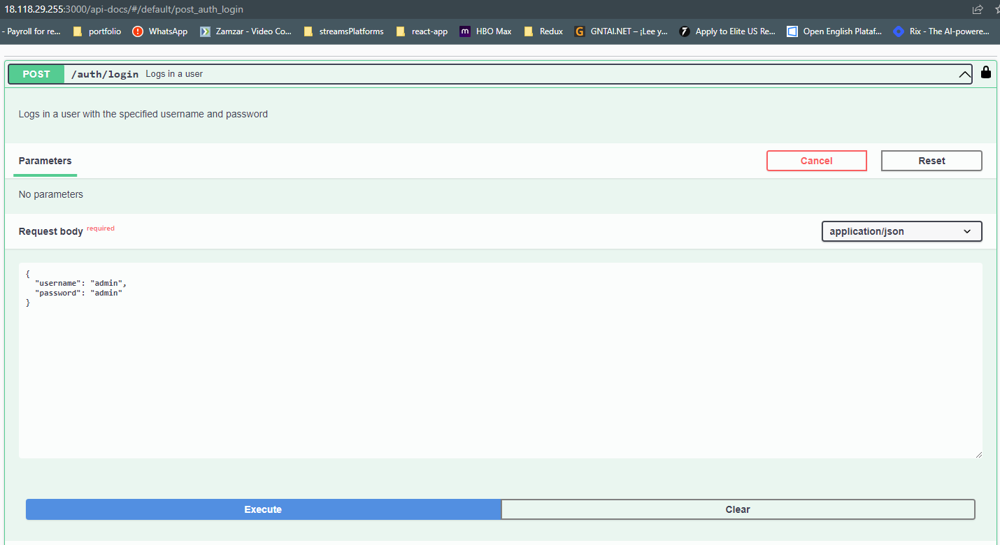 18.118.29.255:3000/api-docs/#/default/post_auth_login
- Payroll for re... portfolio WhatsApp Zamzar - Video Co... streamsPlatforms react-app HBO Max Redux GNTAI.NET – ¡Lee y... Apply to Elite US Re... Open English Plataf... Rix - The AI-powere...
POST /auth/login Logs in a user
Logs in a user with the specified username and password
Parameters Cancel Reset
No parameters
Request body required application/json
{
"username": "admin",
"password": "admin"
}
Execute Clear